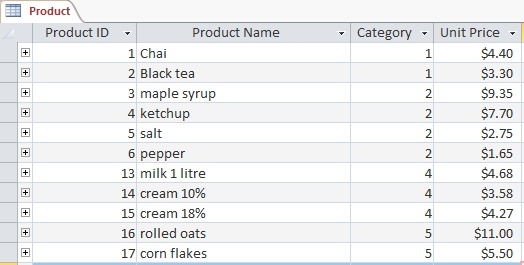 Product
Product ID Product Name Category Unit Price
1 Chai 1 $4.40
2 Black tea 1 $3.30
3 maple syrup 2 $9.35
4 ketchup 2 $7.70
5 salt 2 $2.75
6 pepper 2 $1.65
13 milk 1 litre 4 $4.68
14 cream 10% 4 $3.58
15 cream 18% 4 $4.27
16 rolled oats 5 $11.00
17 corn flakes 5 $5.50